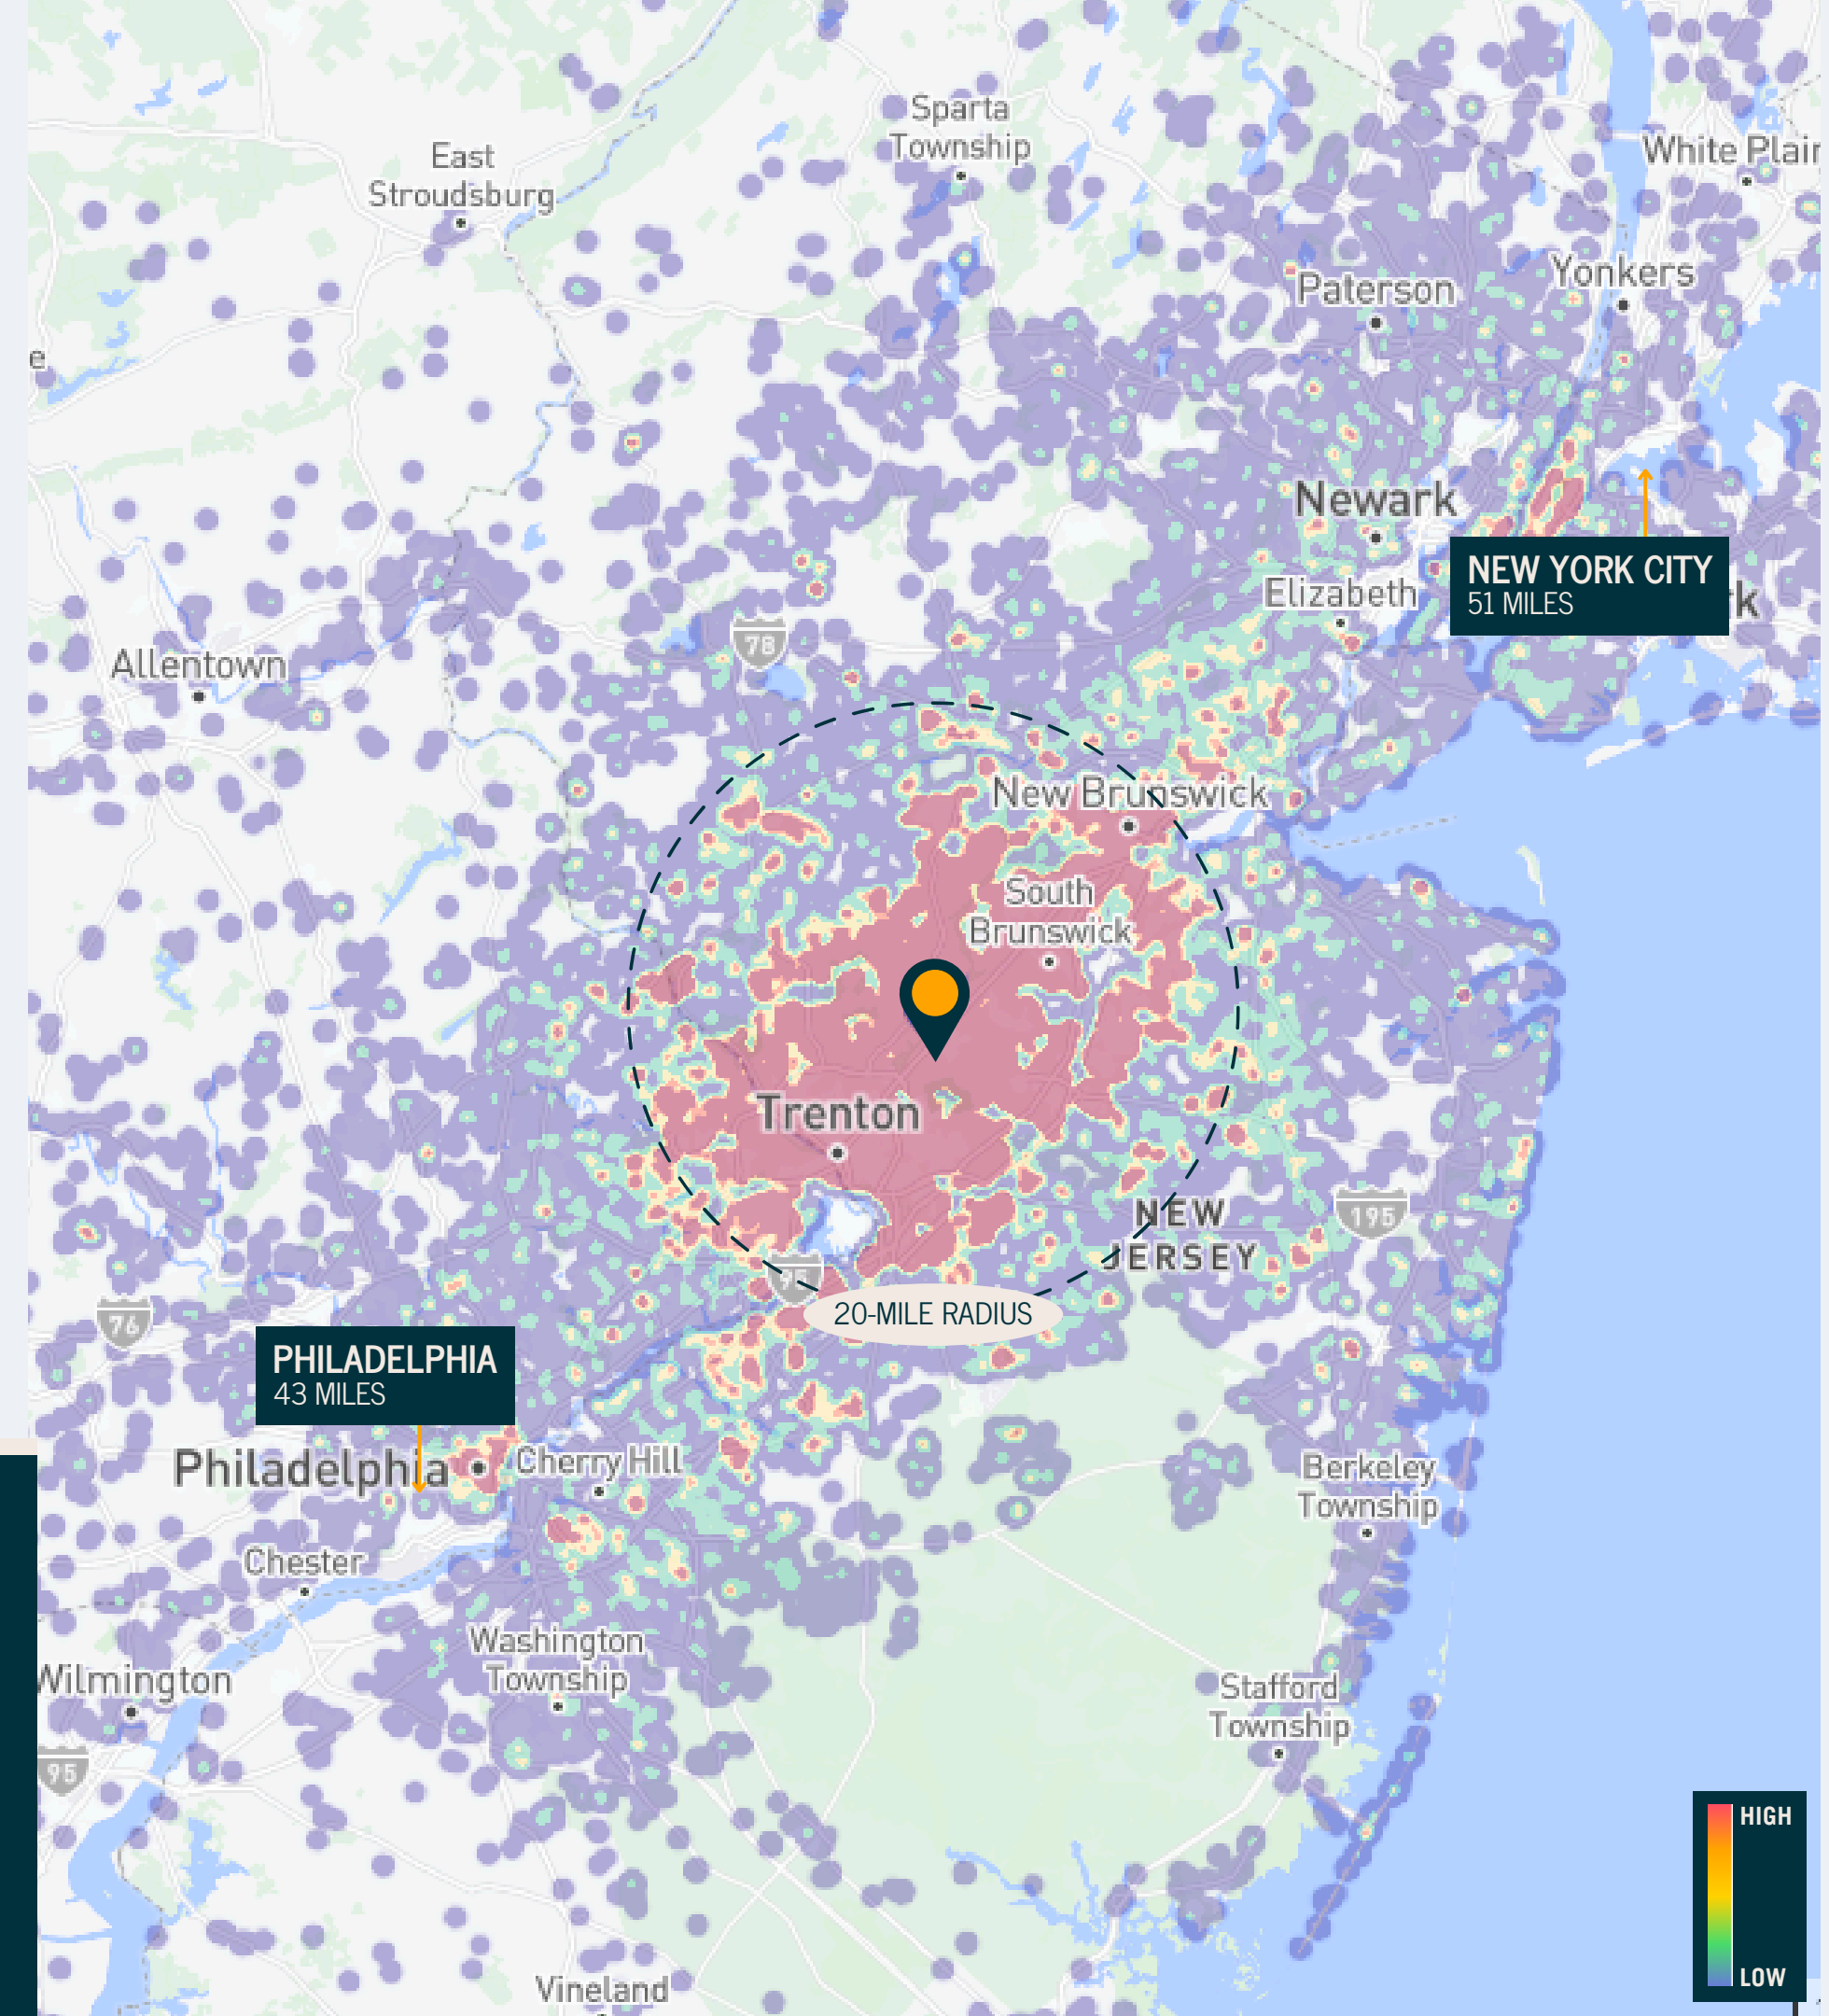 Sparta
Township
East
Stroudsburg
White Plair
Paterson
Yonkers
e
Newark
NEW YORK CITY
51 MILES
rk
Elizabeth
78
Allentown
New Brunswick
South
Brunswick
Trenton
NEW
JERSEY
195
20-MILE RADIUS
76
PHILADELPHIA
43 MILES
Philadelphia
Cherry Hill
Berkeley
Township
Chester
Washington
Township
Wilmington
Stafford
Township
95
HIGH
LOW
Vineland